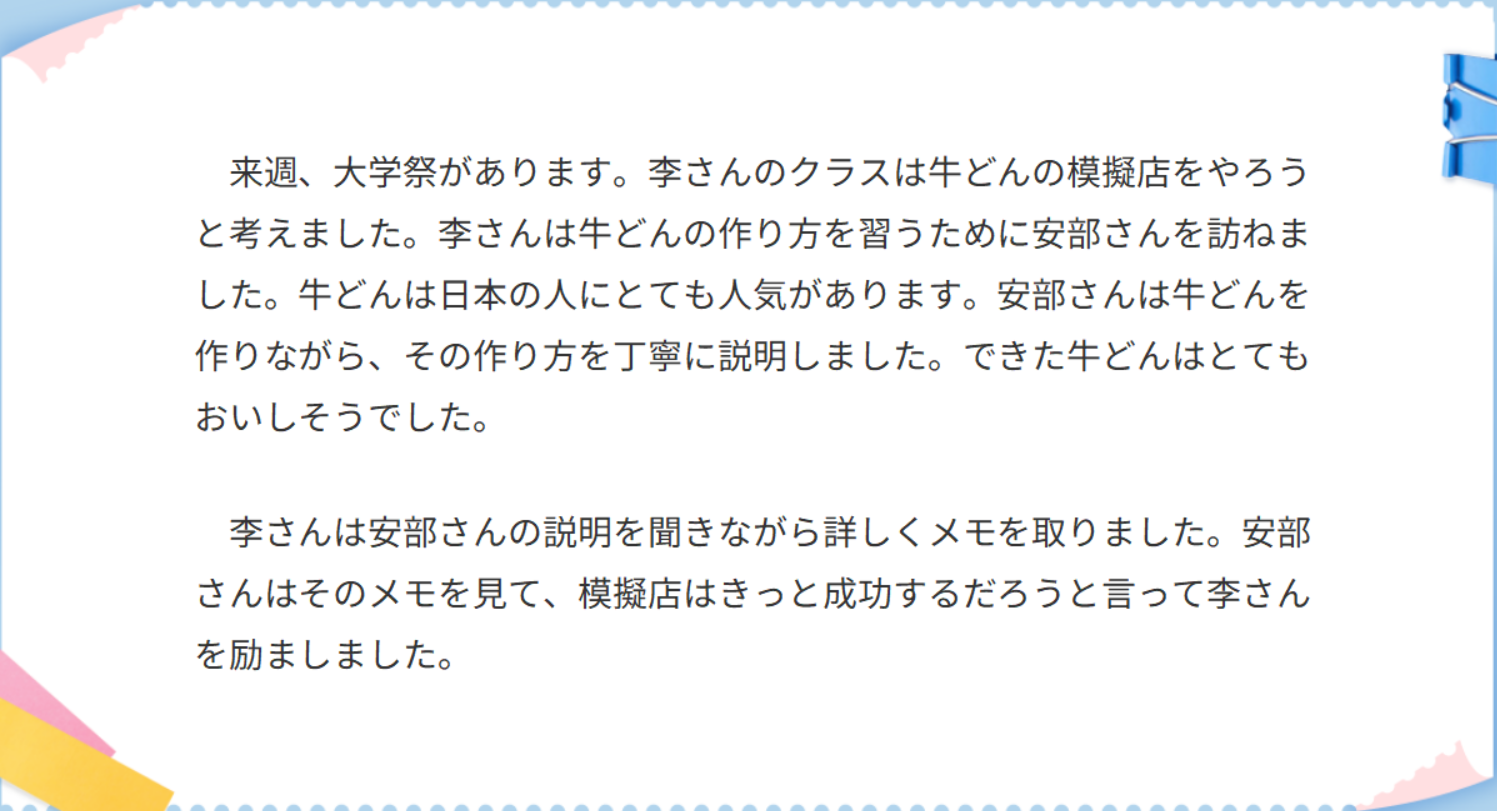 来週、大学祭があります。李さんのクラスは牛どんの模擬店をやろう
と考えました。李さんは牛どんの作り方を習うために安部さんを訪ねま
した。牛どんは日本の人にとても人気があります。安部さんは牛どんを
作りながら、その作り方を丁寧に説明しました。できた牛どんはとても
おいしそうでした。
李さんは安部さんの説明を聞きながら詳しくメモを取りました。安部
さんはそのメモを見て、模擬店はきっと成功するだろうと言って李さん
を励ましました。